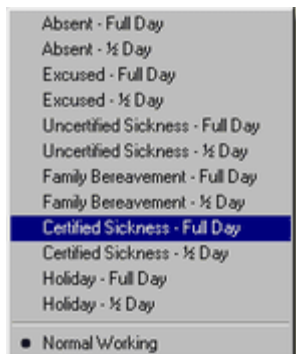 Absent - Full Day
Absent - ½ Day
Excused - Full Day
Excused - ½ Day
Uncertified Sickness - Full Day
Uncertified Sickness - ½ Day
Family Bereavement - Full Day
Family Bereavement - ½ Day
Certified Sickness - Full Day
Certified Sickness - ½ Day
Holiday - Full Day
Holiday - ½ Day
Normal Working